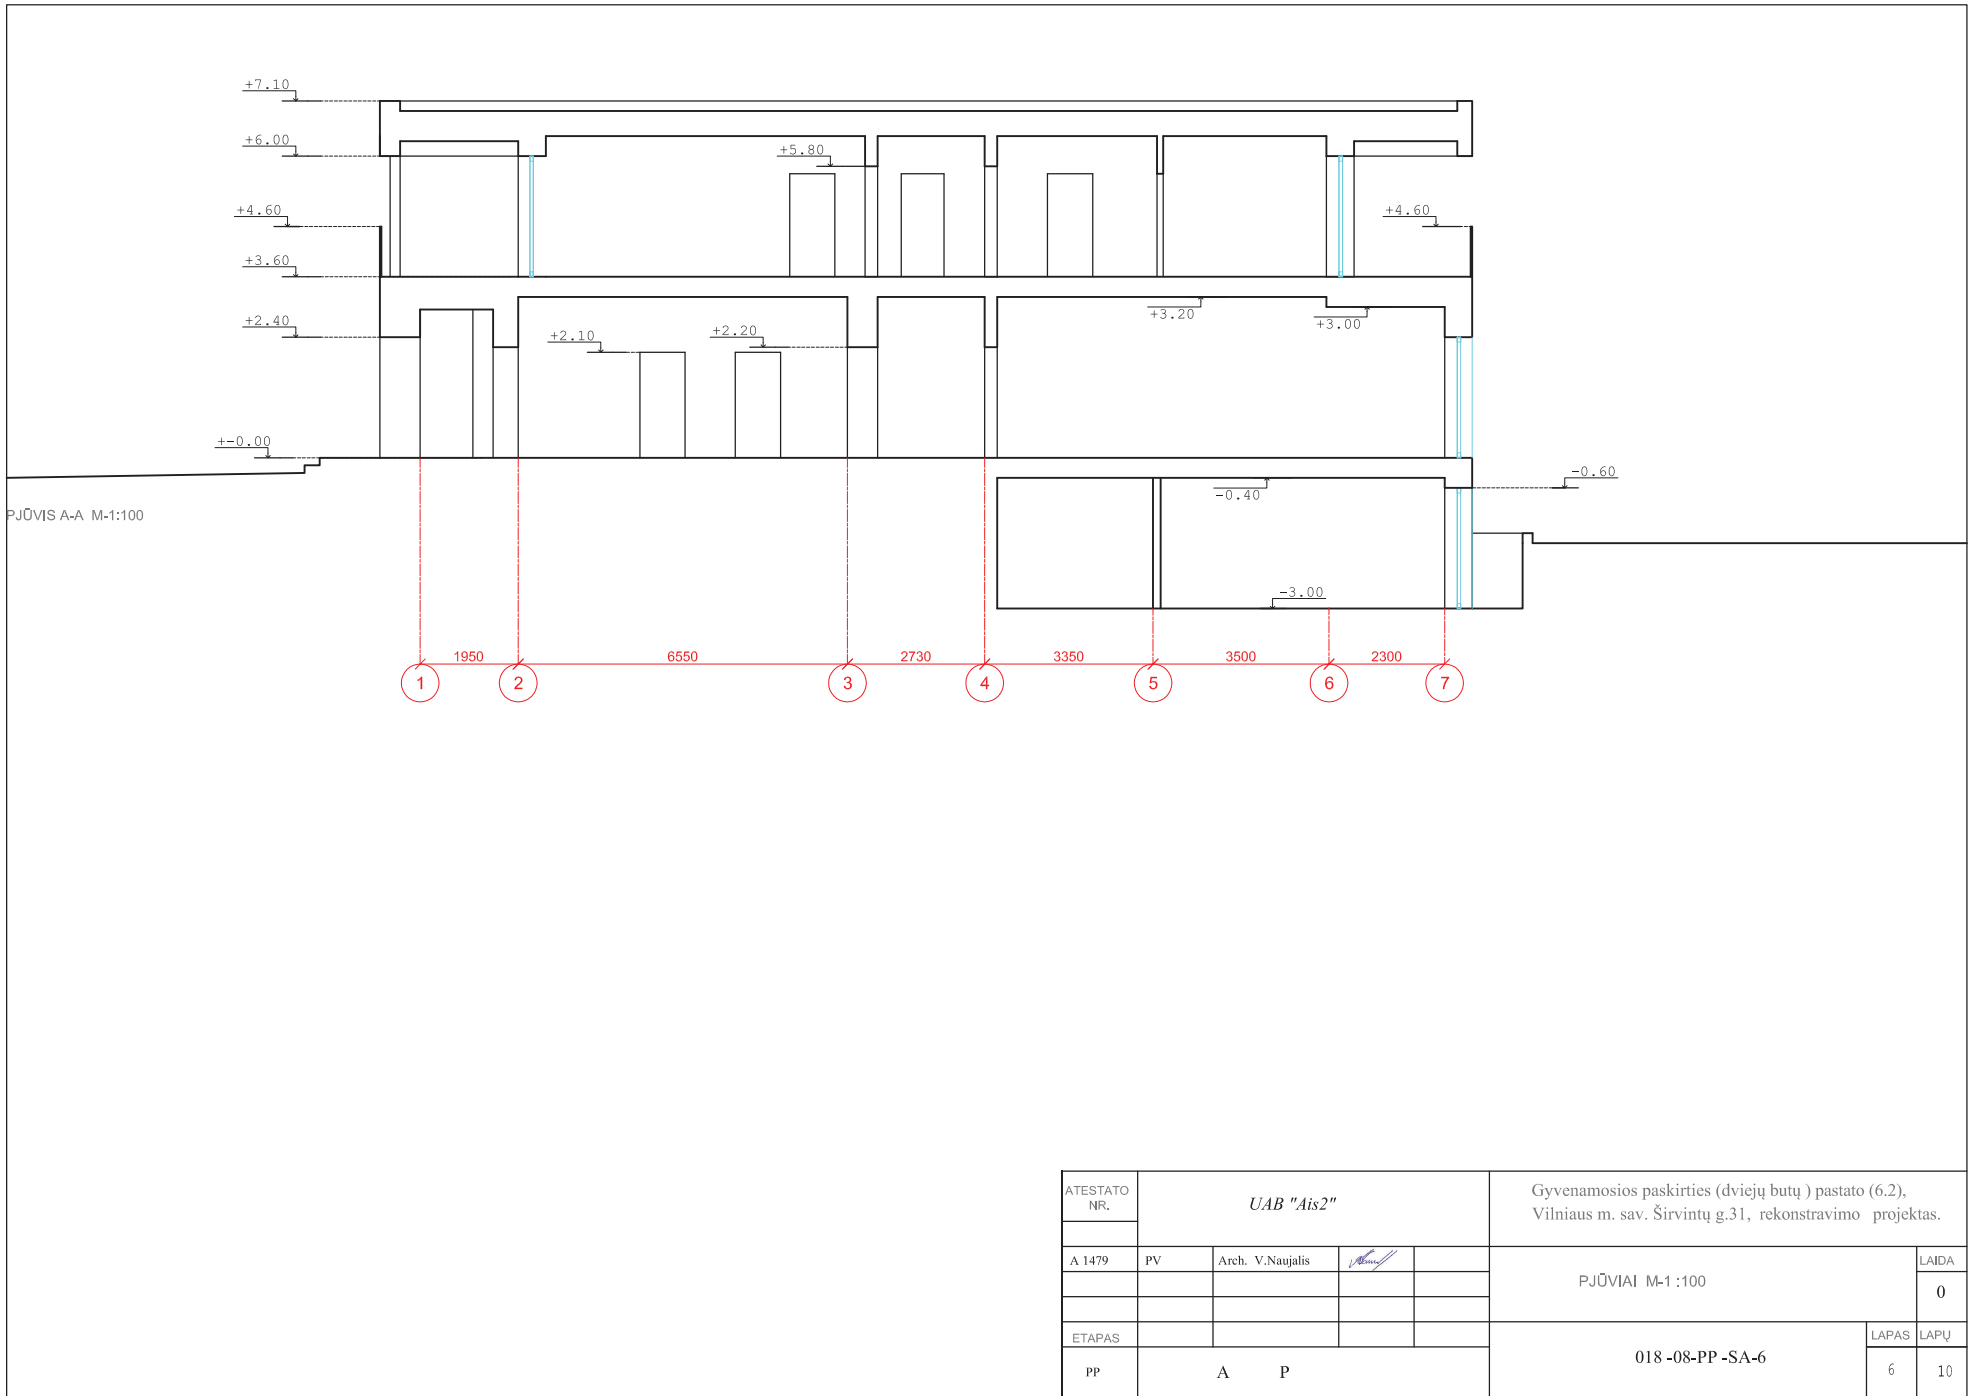 +7.10
+6.00
+5.80
+4.60
+4.60
+3.60
+3.20
+3.00
+2.40
+2.10
+2.20
+-0.00
-0.60
-0.40
PJŪVIS A-A M-1:100
-3.00
1950 6550 2730 3350 3500 2300
1 2 3 4 5 6 7
ATESTATO
NR.
UAB "Ais2"
Gyvenamosios paskirties (dviejų butų ) pastato (6.2),
Vilniaus m. sav. Širvintų g.31, rekonstravimo projektas.
A 1479 PV Arch. V.Naujalis
PJŪVIAI M-1 :100
LAIDA
0
ETAPAS
PP
A P
018 -08-PP -SA-6
LAPAS LAPŲ
6 10